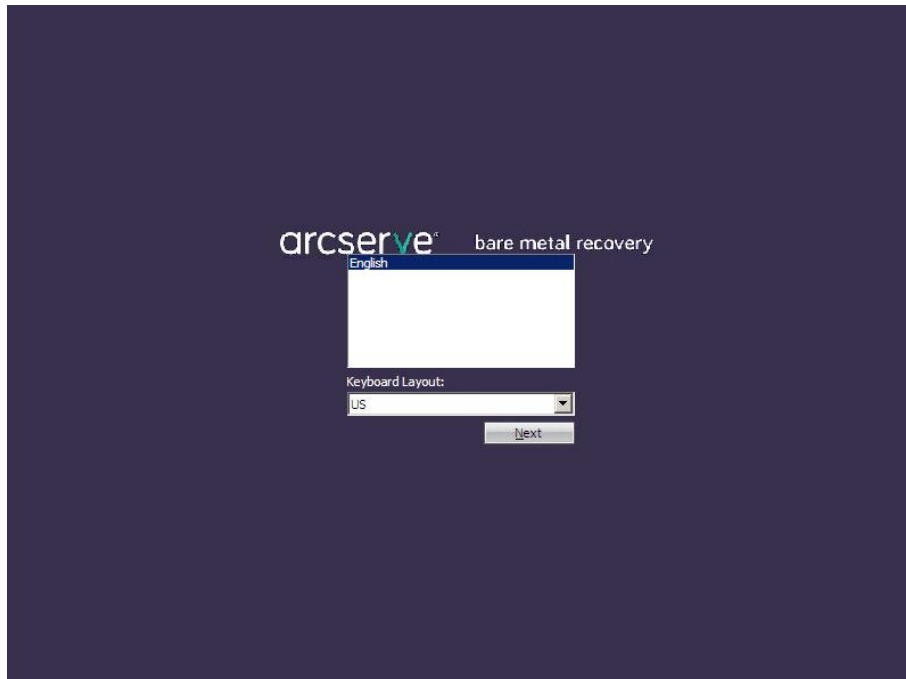 arcserve® bare metal recovery
English
Keyboard Layout:
US
Next